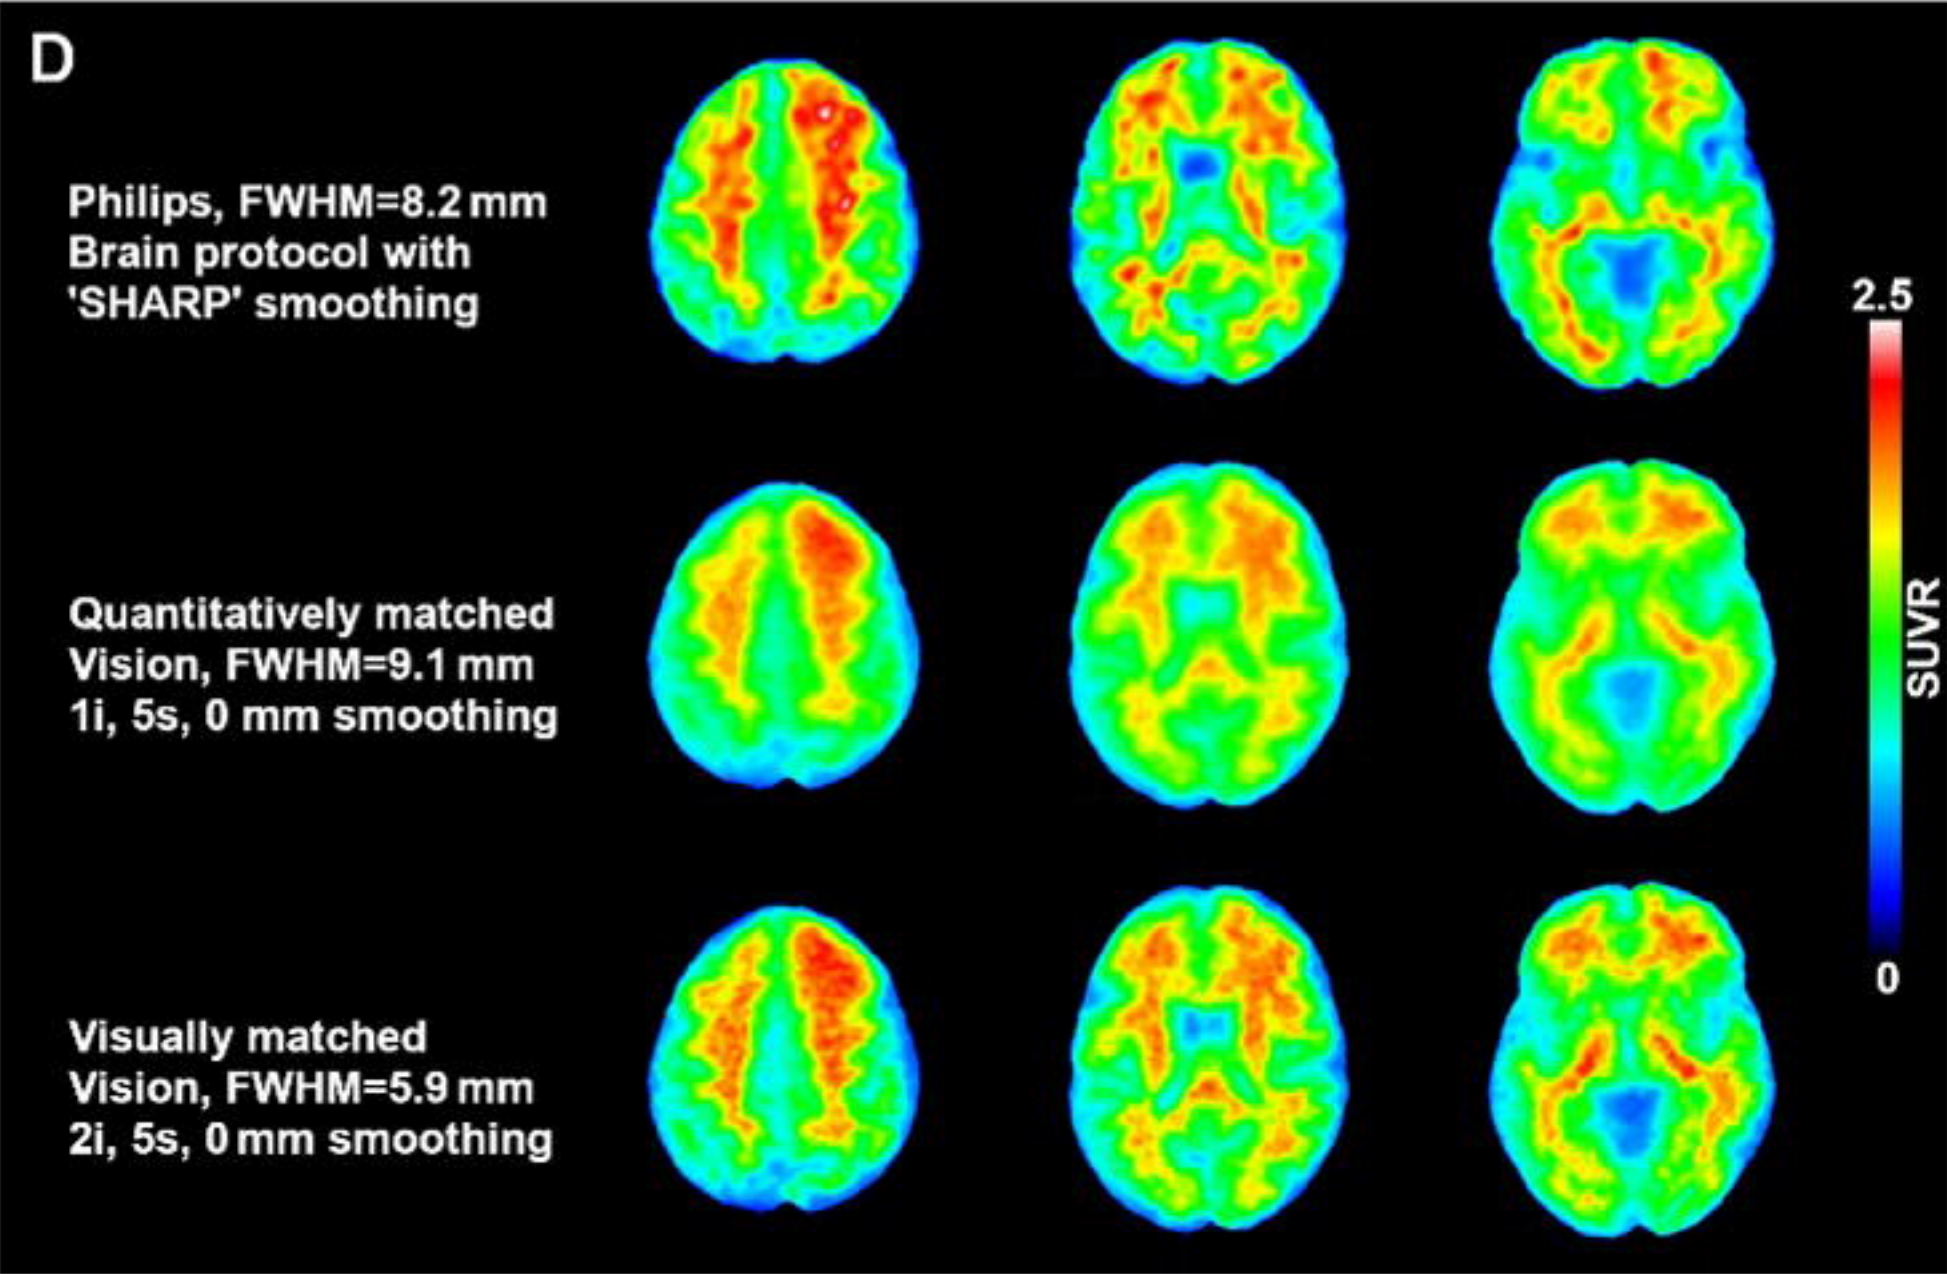 D
Philips, FWHM=8.2 mm
Brain protocol with
'SHARP' smoothing
2.5
SUVR
Quantitatively matched
Vision, FWHM=9.1 mm
1i, 5s, 0 mm smoothing
0
Visually matched
Vision, FWHM=5.9 mm
2i, 5s, 0 mm smoothing